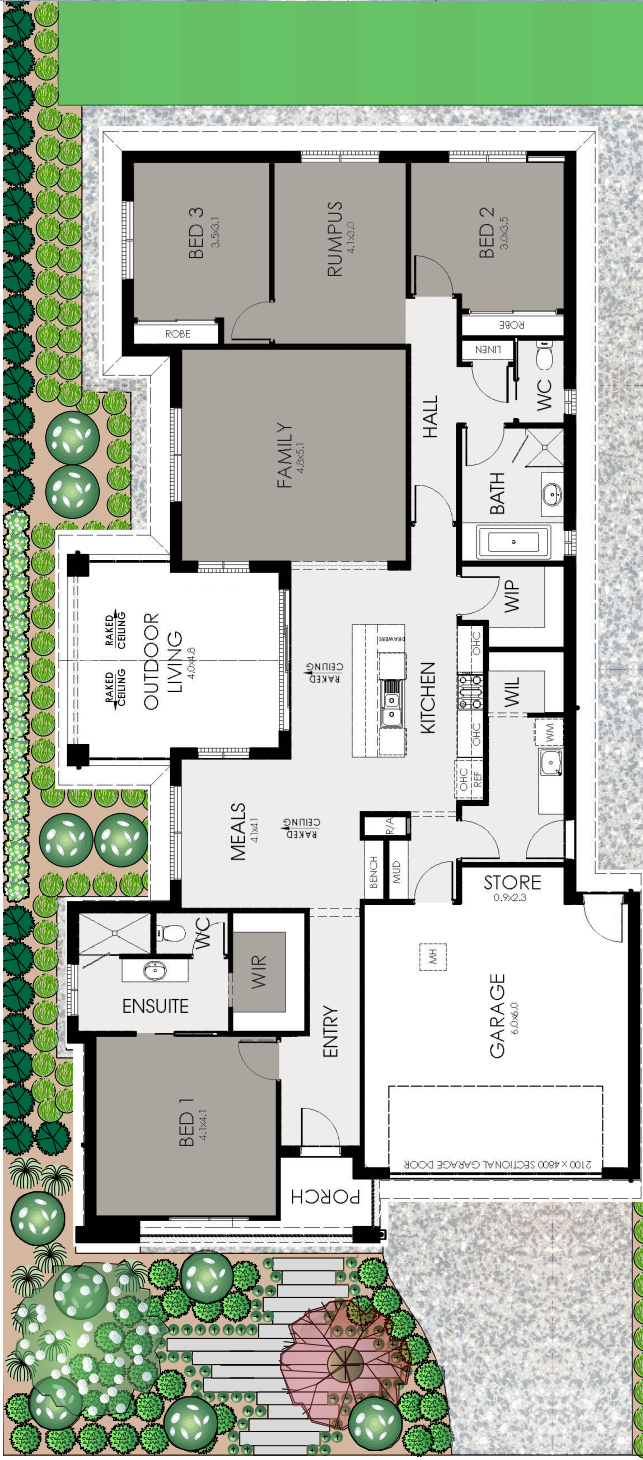 BED 3
3.5x3.1
RUMPUS
4.1x3.0
BED 2
3.0x3.5
ROBE
ROBE
LINEN
WC
HALL
FAMILY
4.8x5.1
BATH
WIP
OUTDOOR
LIVING
4.0x4.8
RAKED
CEILING
RAKED
CEILING
RAKED
CEILING
DRAWERS
KITCHEN
OHC
OHC
OHC
REF
WIL
WM
MEALS
4.1x4.1
RAKED
CEILING
R/A
BENCH
MUD
STORE
0.9x2.3
WC
ENSUITE
WIR
MH
ENTRY
GARAGE
6.0x6.0
BED 1
4.1x4.1
2100 x 4800 SECTIONAL GARAGE DOOR
PORCH